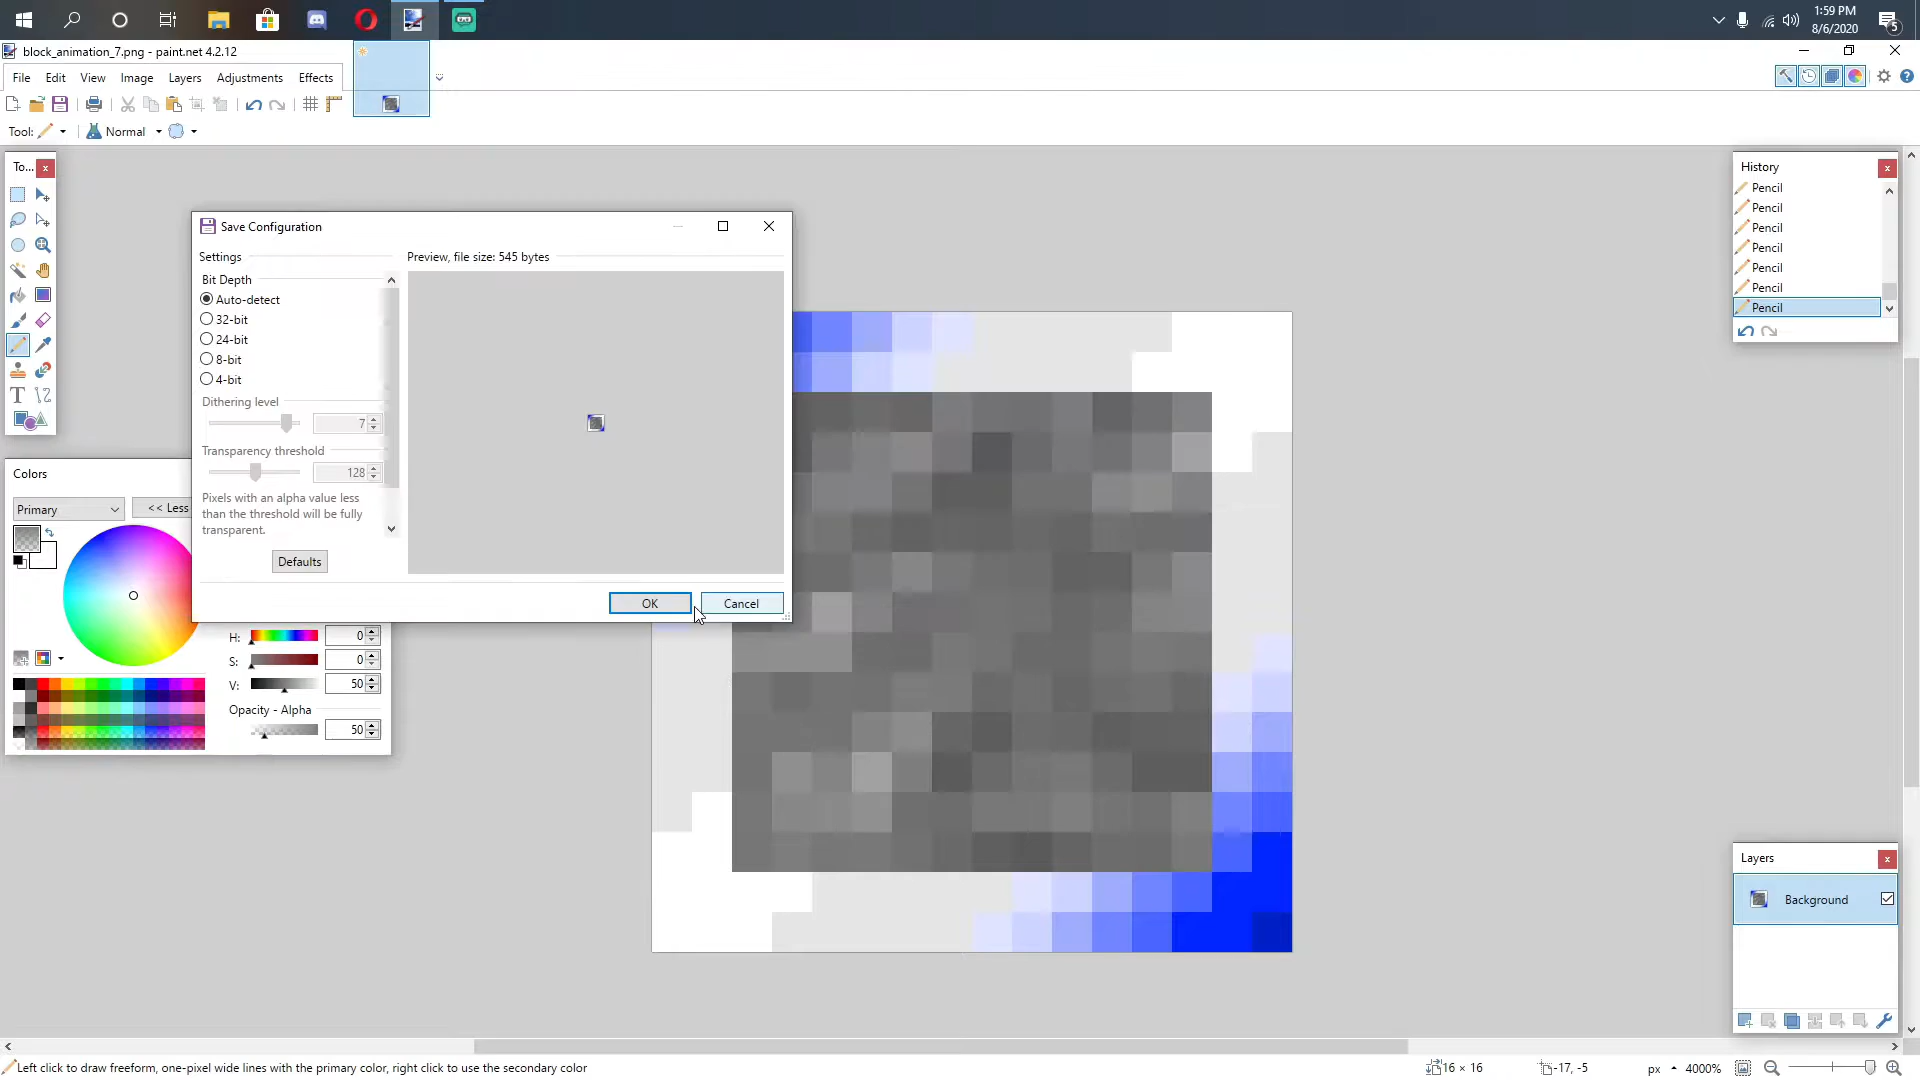 1:59 PM
8/6/2020
5
block_animation_7.png - paint.net 4.2.12
File Edit View Image Layers Adjustments Effects
Tool: Normal
To...
History
Pencil
Pencil
Pencil
Pencil
Pencil
Pencil
Pencil
Save Configuration
Settings
Preview, file size: 545 bytes
Bit Depth
Auto-detect
32-bit
24-bit
8-bit
4-bit
Dithering level
7
Transparency threshold
128
Pixels with an alpha value less
than the threshold will be fully
transparent.
Defaults
OK Cancel
Colors
Primary << Less
H: 0
S: 0
V: 50
Opacity - Alpha
50
Layers
Background
Left click to draw freeform, one-pixel wide lines with the primary color, right click to use the secondary color
16 × 16 -17, -5 px 4000%